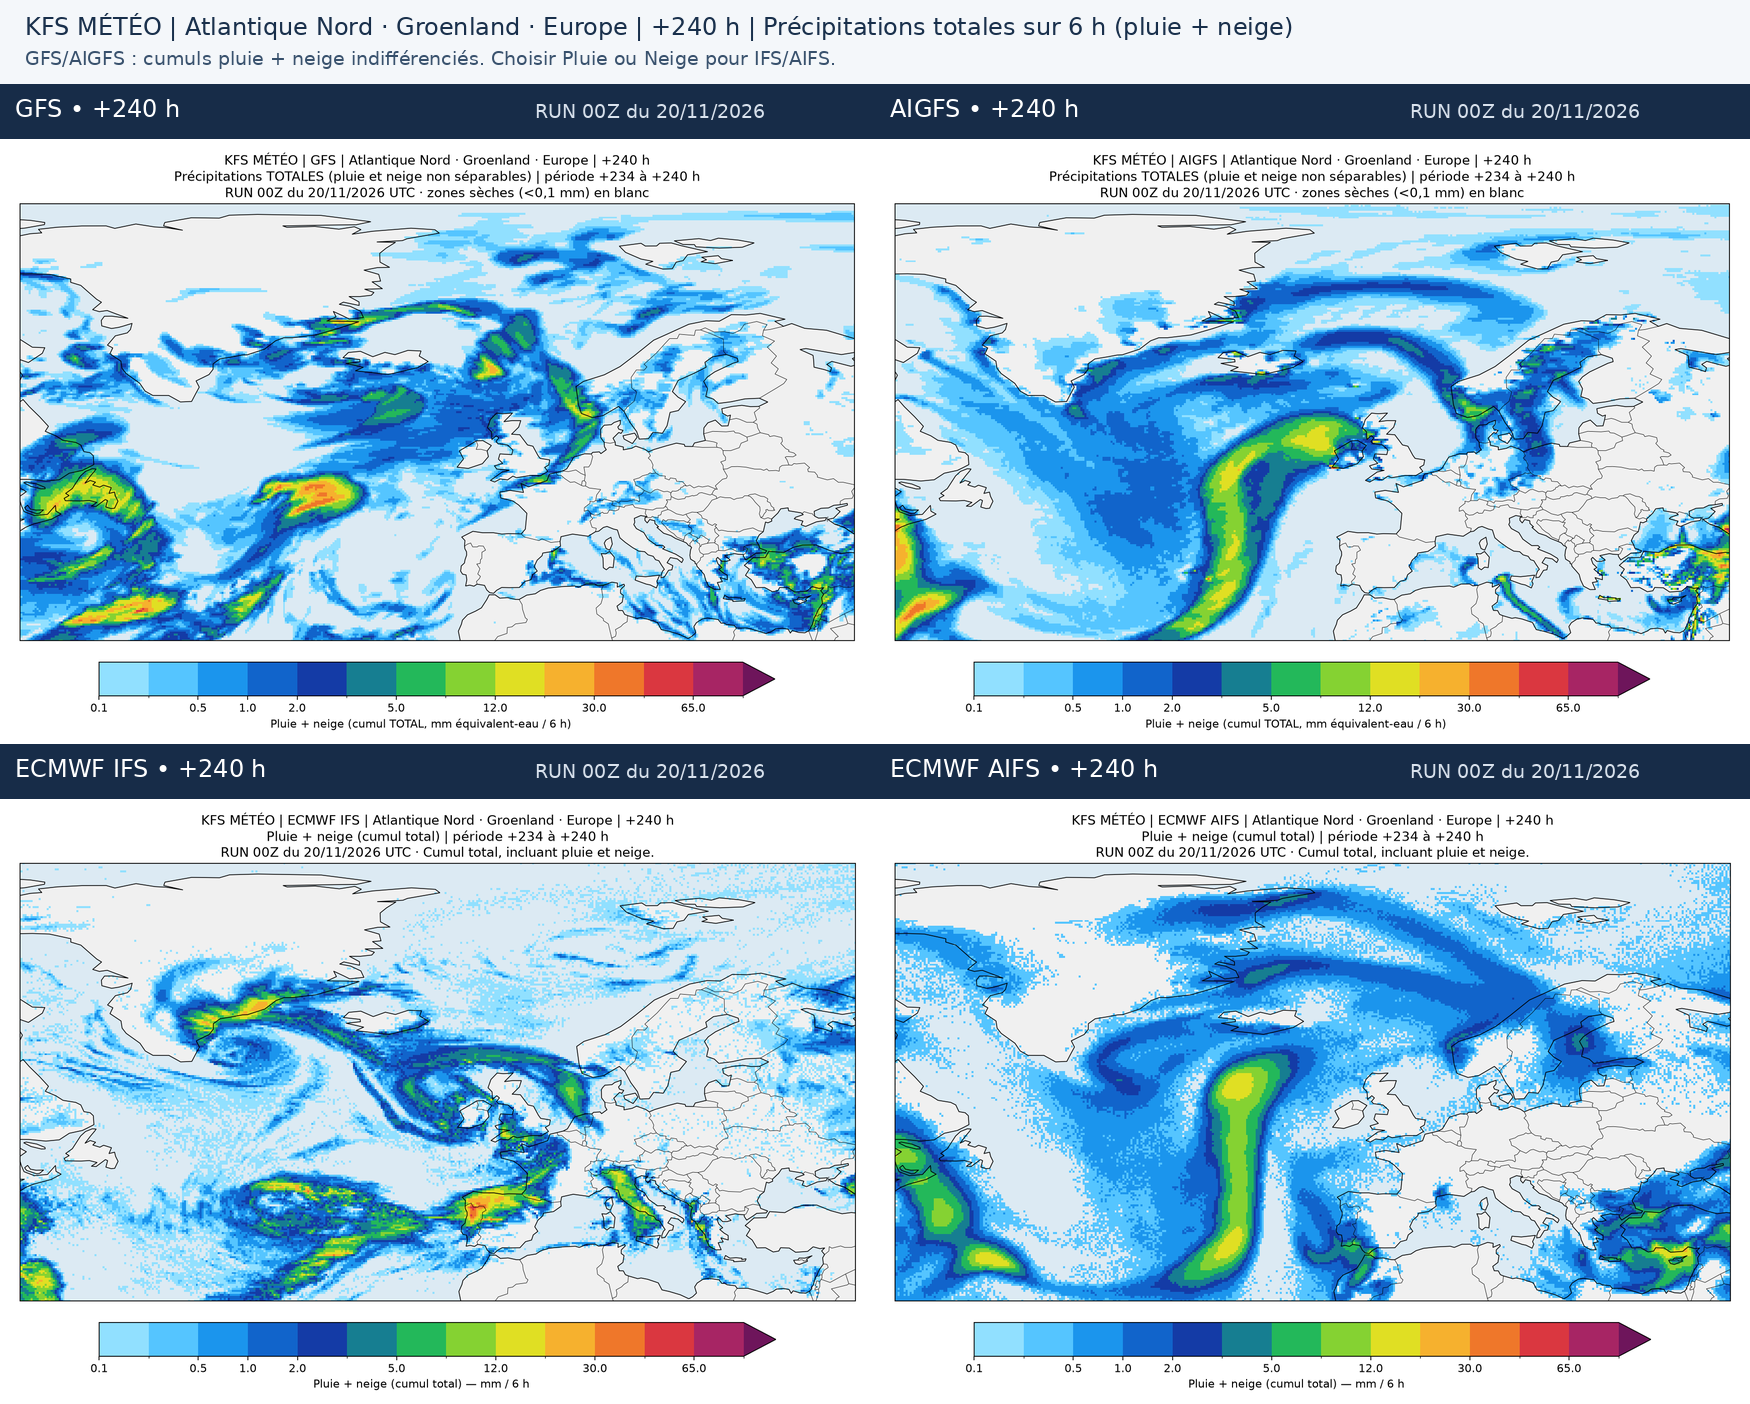 KFS MÉTÉO | Atlantique Nord · Groenland · Europe | +240 h | Précipitations totales sur 6 h (pluie + neige)
GFS/AIGFS : cumuls pluie + neige indifférenciés. Choisir Pluie ou Neige pour IFS/AIFS.
GFS • +240 h
RUN 00Z du 20/11/2026
AIGFS • +240 h
RUN 00Z du 20/11/2026
KFS MÉTÉO | GFS | Atlantique Nord · Groenland · Europe | +240 h
Précipitations TOTALES (pluie et neige non séparables) | période +234 à +240 h
RUN 00Z du 20/11/2026 UTC · zones sèches (<0,1 mm) en blanc
KFS MÉTÉO | AIGFS | Atlantique Nord · Groenland · Europe | +240 h
Précipitations TOTALES (pluie et neige non séparables) | période +234 à +240 h
RUN 00Z du 20/11/2026 UTC · zones sèches (<0,1 mm) en blanc
0.1 0.5 1.0 2.0 5.0 12.0 30.0 65.0
Pluie + neige (cumul TOTAL, mm équivalent-eau / 6 h)
0.1 0.5 1.0 2.0 5.0 12.0 30.0 65.0
Pluie + neige (cumul TOTAL, mm équivalent-eau / 6 h)
ECMWF IFS • +240 h
RUN 00Z du 20/11/2026
ECMWF AIFS • +240 h
RUN 00Z du 20/11/2026
KFS MÉTÉO | ECMWF IFS | Atlantique Nord · Groenland · Europe | +240 h
Pluie + neige (cumul total) | période +234 à +240 h
RUN 00Z du 20/11/2026 UTC · Cumul total, incluant pluie et neige.
KFS MÉTÉO | ECMWF AIFS | Atlantique Nord · Groenland · Europe | +240 h
Pluie + neige (cumul total) | période +234 à +240 h
RUN 00Z du 20/11/2026 UTC · Cumul total, incluant pluie et neige.
0.1 0.5 1.0 2.0 5.0 12.0 30.0 65.0
Pluie + neige (cumul total) — mm / 6 h
0.1 0.5 1.0 2.0 5.0 12.0 30.0 65.0
Pluie + neige (cumul total) — mm / 6 h